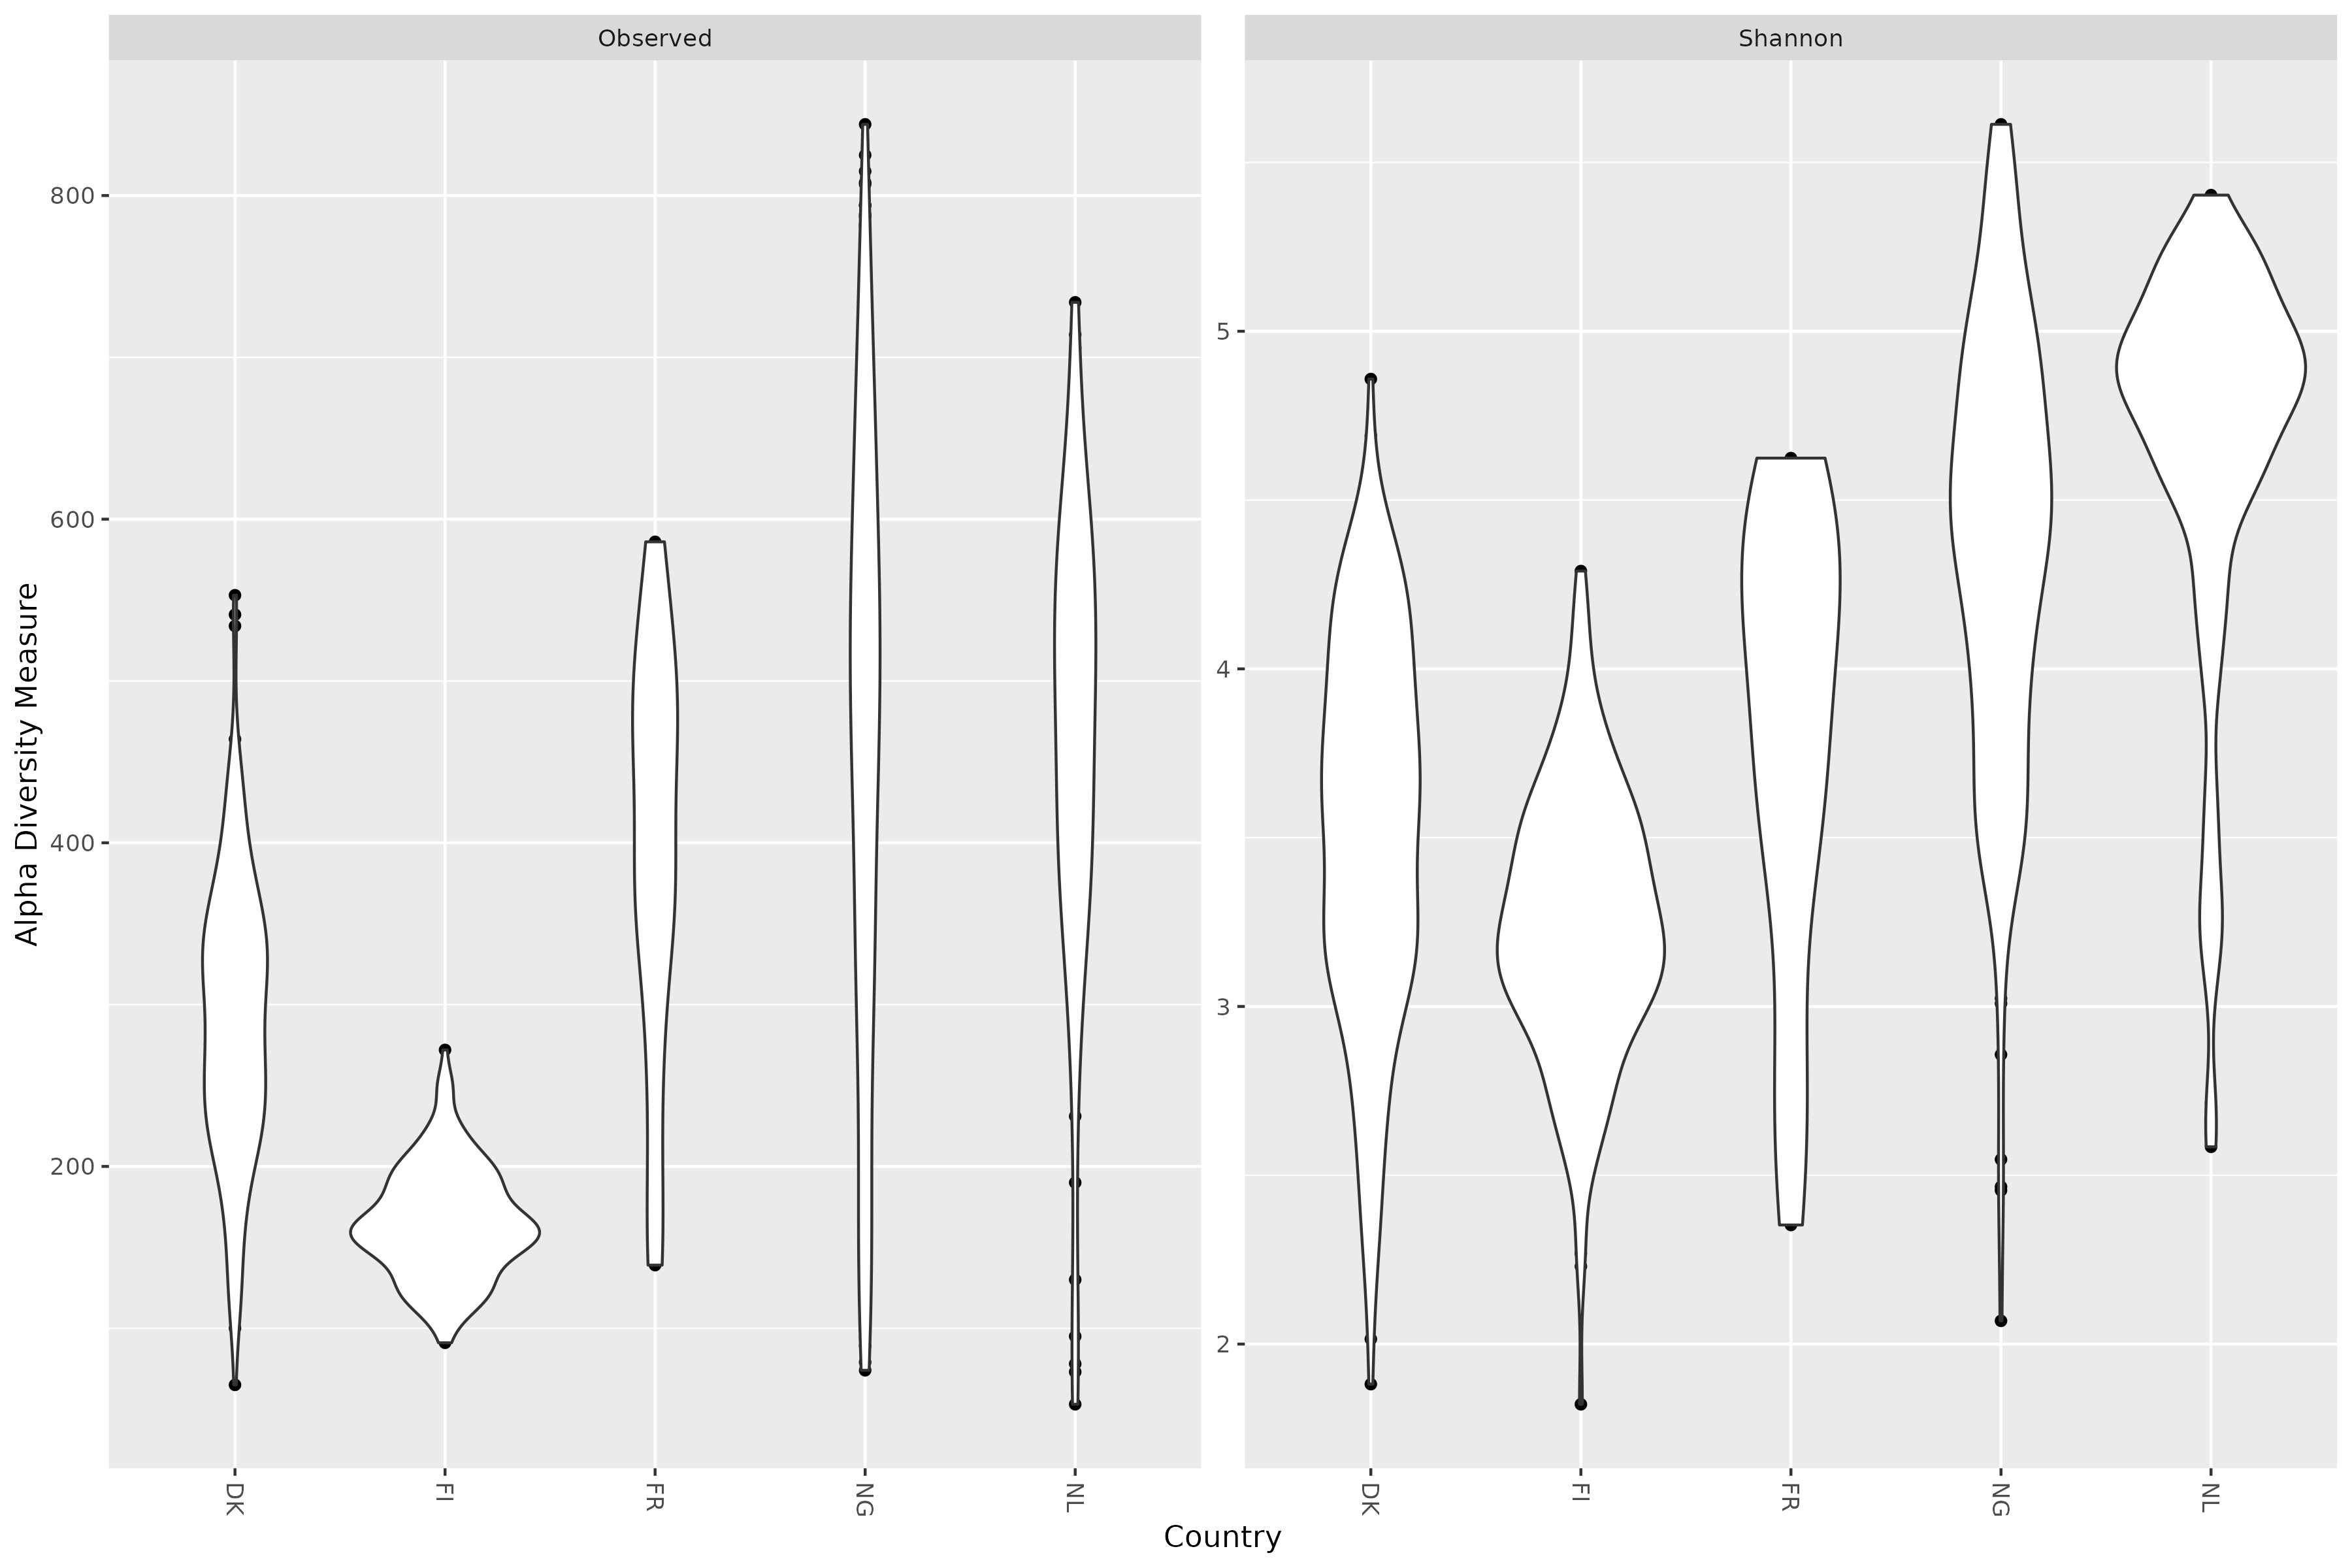 Observed
Shannon
Alpha Diversity Measure
800
600
400
200
5
4
3
2
DK
FI
FR
NG
NL
DK
FI
FR
NG
NL
Country